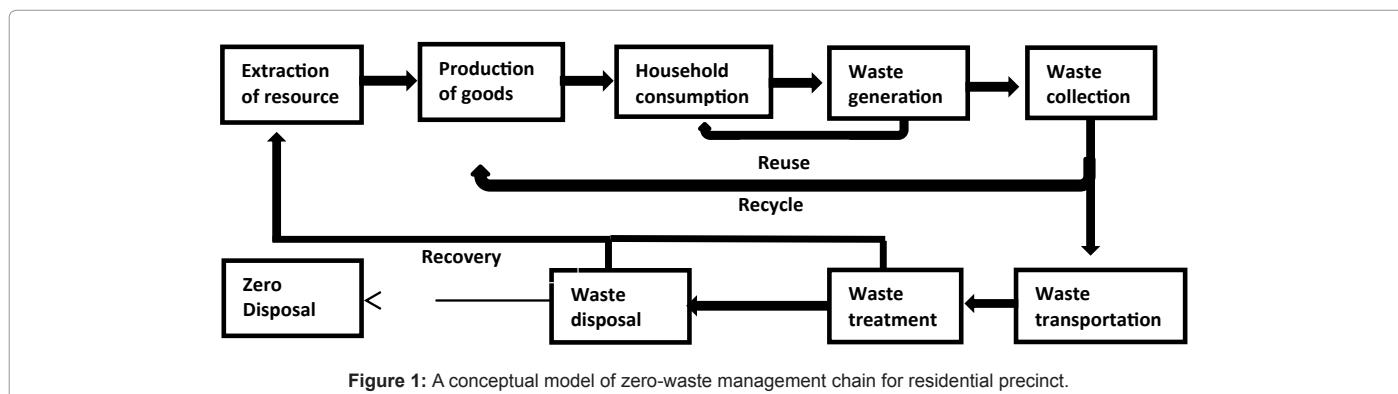 Extraction
of resource
Production
of goods
Household
consumption
Waste
generation
Waste
collection
Reuse
Recycle
Recovery
Zero
Disposal
Waste
disposal
Waste
treatment
Waste
transportation
Figure 1: A conceptual model of zero-waste management chain for residential precinct.